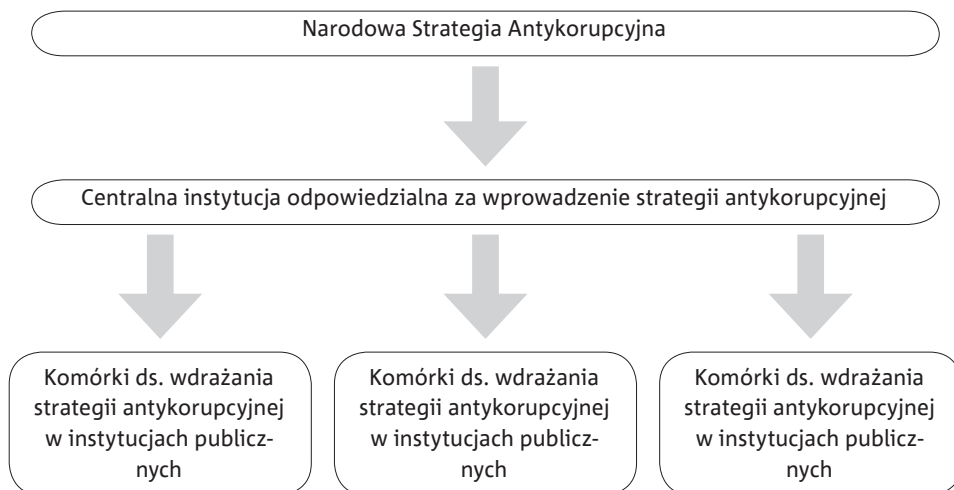 Narodowa Strategia Antykorupcyjna
Centralna instytucja odpowiedzialna za wprowadzenie strategii antykorupcyjnej
Komórki ds. wdrażania
strategii antykorupcyjnej
w instytucjach publicz-
nych
Komórki ds. wdrażania
strategii antykorupcyjnej
w instytucjach publicz-
nych
Komórki ds. wdrażania
strategii antykorupcyjnej
w instytucjach publicz-
nych